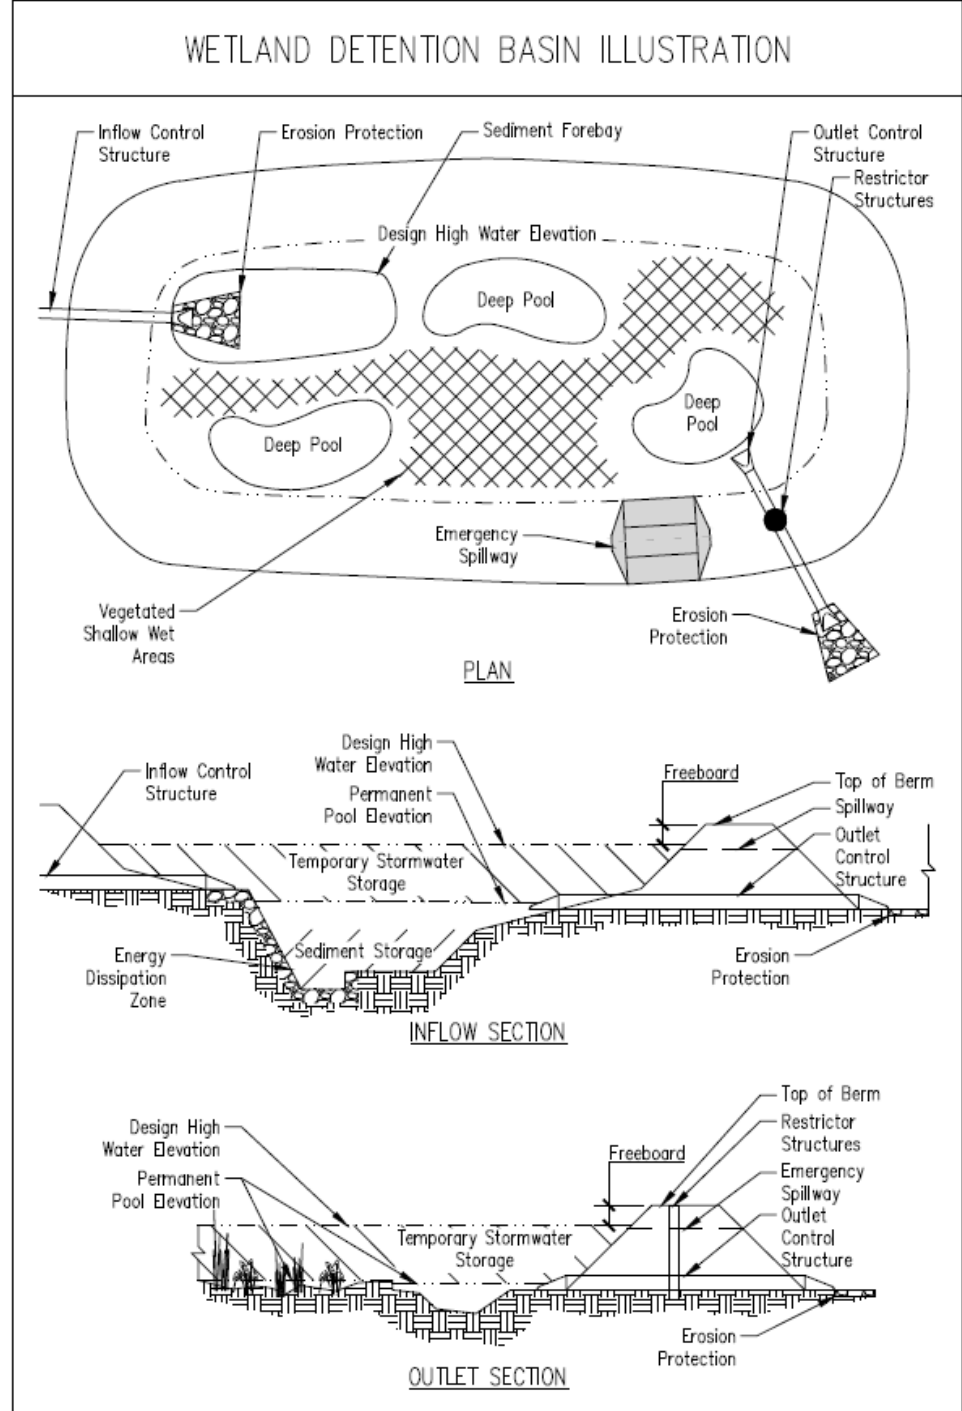 WETLAND DETENTION BASIN ILLUSTRATION
Inflow Control
Structure
Erosion Protection
Sediment Forebay
Outlet Control
Structure
Restrictor
Structures
Design High Water Elevation
Deep Pool
Deep
Pool
Deep Pool
Emergency
Spillway
Vegetated
Shallow Wet
Areas
Erosion
Protection
PLAN
Design High
Water Elevation
Inflow Control
Structure
Permanent
Pool Elevation
Freeboard
Top of Berm
Spillway
Outlet
Control
Structure
Temporary Stormwater
Storage
Energy
Dissipation
Zone
Sediment Storage
Erosion
Protection
INFLOW SECTION
Design High
Water Elevation
Permanent
Pool Elevation
Freeboard
Top of Berm
Restrictor
Structures
Emergency
Spillway
Outlet
Control
Structure
Temporary Stormwater
Storage
Erosion
Protection
OUTLET SECTION